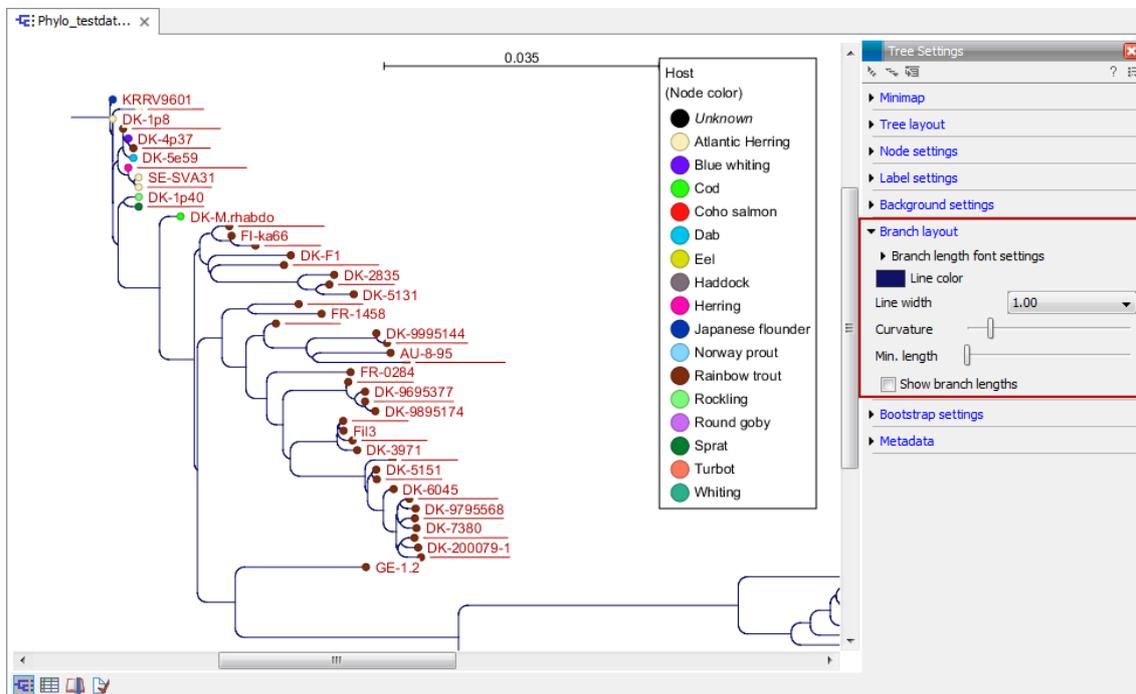 Phylo_testdat...
0.035
KRRV9601
DK-1p8
DK-4p37
DK-5e59
SE-SVA31
DK-1p40
DK-M.rhabdo
FI-ka66
DK-F1
DK-2835
DK-5131
FR-1458
DK-9995144
AU-8-95
FR-0284
DK-9695377
DK-9895174
Fil3
DK-3971
DK-5151
DK-6045
DK-9795568
DK-7380
DK-200079-1
GE-1.2
Host
(Node color)
Unknown
Atlantic Herring
Blue whiting
Cod
Coho salmon
Dab
Eel
Haddock
Herring
Japanese flounder
Norway prout
Rainbow trout
Rockling
Round goby
Sprat
Turbot
Whiting
Tree Settings
?
Minimap
Tree layout
Node settings
Label settings
Background settings
Branch layout
Branch length font settings
Line color
Line width 1.00
Curvature
Min. length
Show branch lengths
Bootstrap settings
Metadata